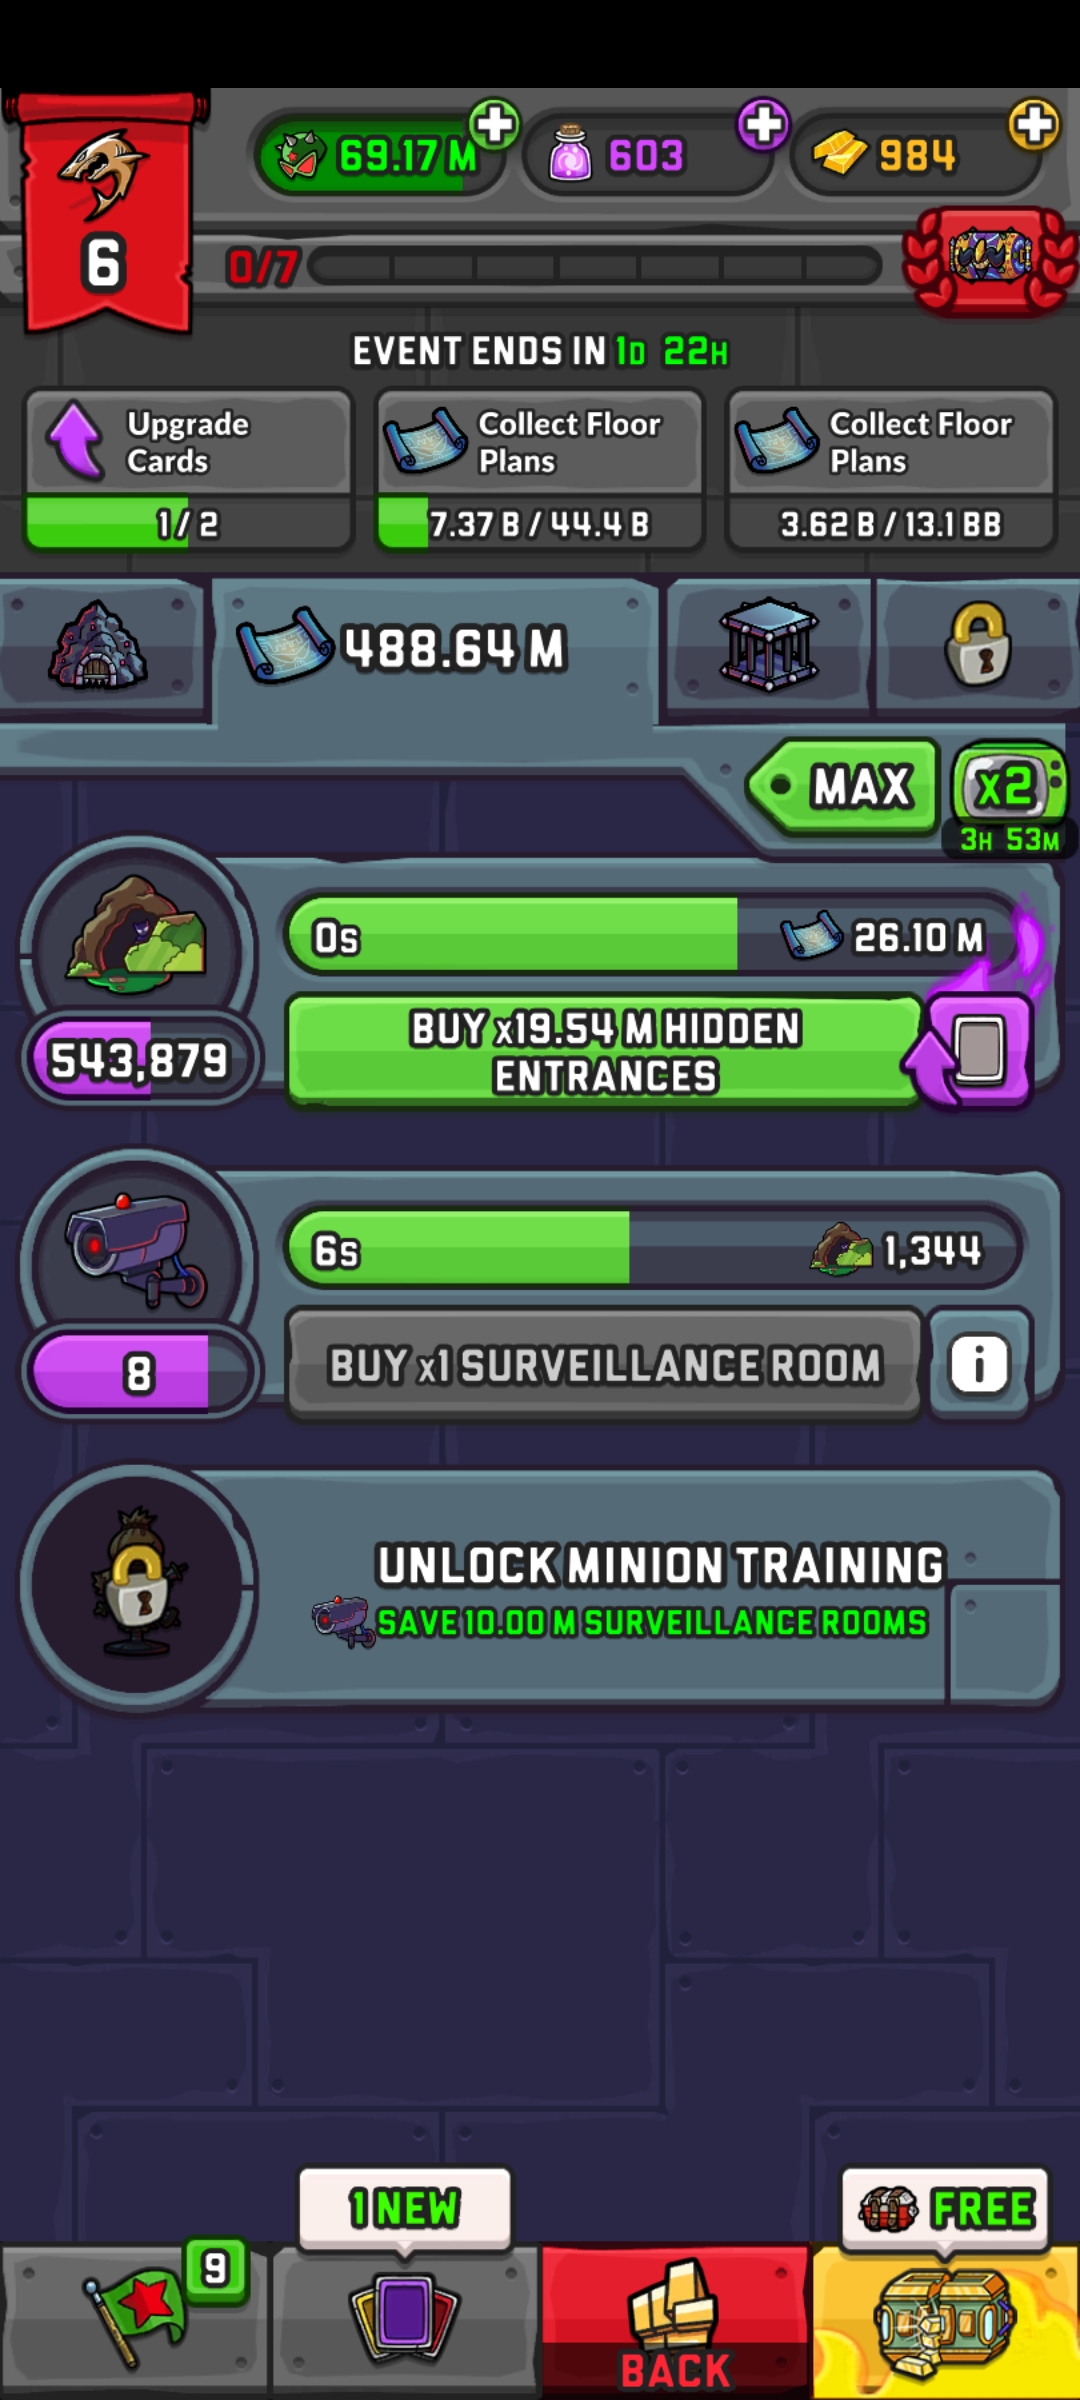 69.17 M
603
984
6
0/7
EVENT ENDS IN 1D 22H
Upgrade
Cards
1 / 2
Collect Floor
Plans
7.37 B / 44.4 B
Collect Floor
Plans
3.62 B / 13.1 BB
488.64 M
MAX
x2
3H 53M
0s
26.10 M
543,879
BUY x19.54 M HIDDEN
ENTRANCES
6s
1,344
8
BUY x1 SURVEILLANCE ROOM
i
UNLOCK MINION TRAINING
SAVE 10.00 M SURVEILLANCE ROOMS
9
1 NEW
BACK
FREE